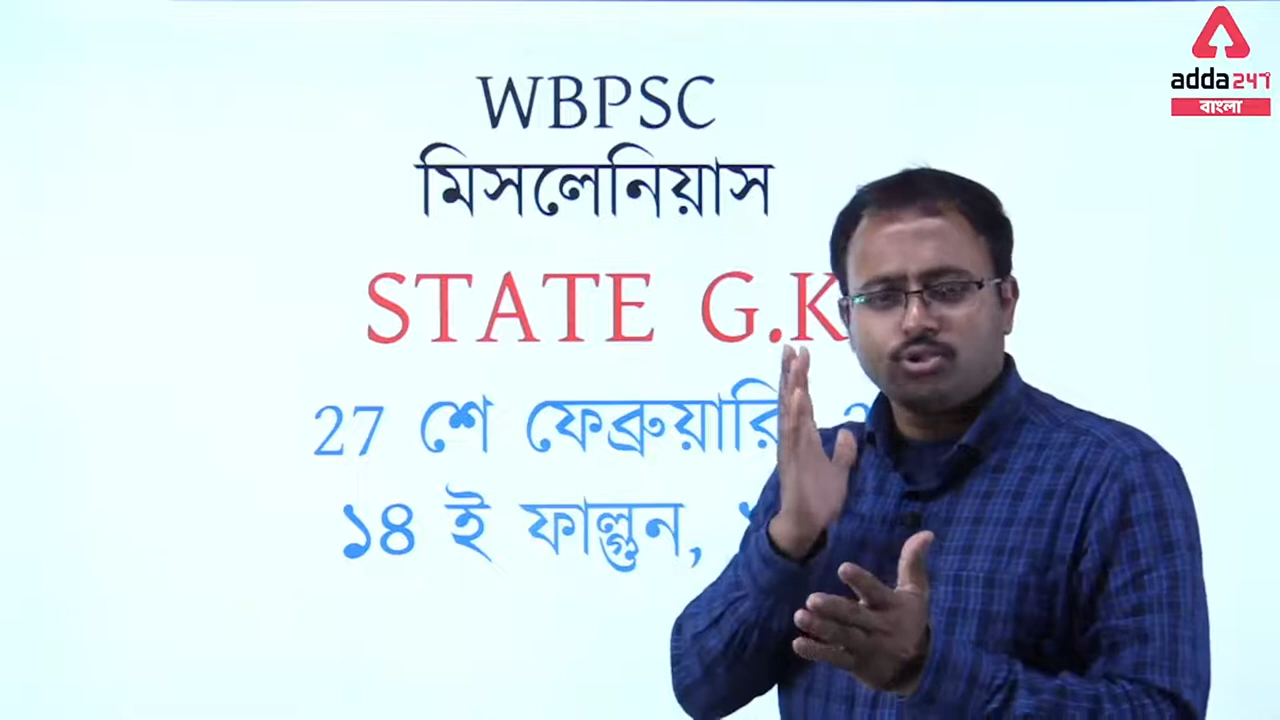 adda247
বাংলা
WBPSC
মিসলেনিয়াস
STATE G.K
27 শে ফেব্রুয়ারি
১৪ ই ফাল্গুন,